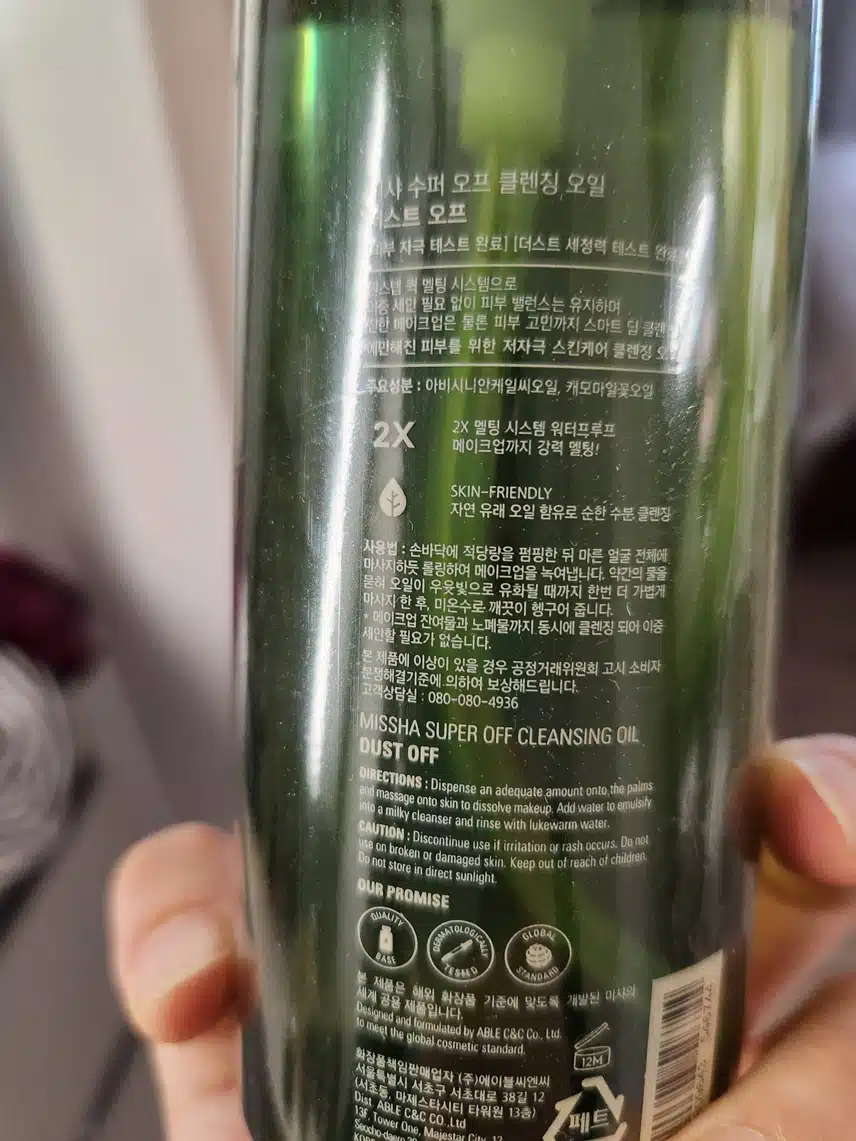 수퍼 오프 클렌징 오일
오프
자극 테스트 완료] [더스트 세정력 테스트
퀵 멜팅 시스템으로
세안 필요 없이 피부 밸런스는 유지하며
메이크업은 물론 피부 고민까지 스마트 딥
예민해진 피부를 위한 저자극 스킨케어 클렌징
주요성분 : 아비시니안케일씨오일, 캐모마일꽃오일
2X
2X 멜팅 시스템 워터프루프
메이크업까지 강력 멜팅!
SKIN-FRIENDLY
자연 유래 오일 함유로 순한 수분 클렌징
사용법 : 손바닥에 적당량을 펌핑한 뒤 마른 얼굴 전체에
마사지하듯 롤링하여 메이크업을 녹여냅니다. 약간의 물을
묻혀 오일이 우윳빛으로 유화될 때까지 한번 더 가볍게
마사지 한 후, 미온수로 깨끗이 헹구어 줍니다.
* 메이크업 잔여물과 노폐물까지 동시에 클렌징 되어 이중
세안할 필요가 없습니다.
본 제품에 이상이 있을 경우 공정거래위원회 고시 소비자
분쟁해결기준에 의하여 보상해드립니다.
고객상담실 : 080-080-4936
MISSHA SUPER OFF CLEANSING OIL
DUST OFF
DIRECTIONS : Dispense an adequate amount onto the palms
and massage onto skin to dissolve makeup. Add water to emulsify
into a milky cleanser and rinse with lukewarm water.
CAUTION : Discontinue use if irritation or rash occurs. Do not
use on broken or damaged skin. Keep out of reach of children.
Do not store in direct sunlight.
OUR PROMISE
QUALITY BASE
DERMATOLOGICALLY TESTED
GLOBAL STANDARD
본 제품은 해외 화장품 기준에 맞도록 개발된 미샤의
세계 공용 제품입니다.
Designed and formulated by ABLE C&C Co., Ltd.
to meet the global cosmetic standard.
12M
화장품책임판매업자 (주)에이블씨엔씨
서울특별시 서초구 서초대로 38길 12
(서초동, 마제스타시티 타워원 13층)
Dist. ABLE C&C CO.,Ltd
13F, Tower One, Majestar City, 12,
페트